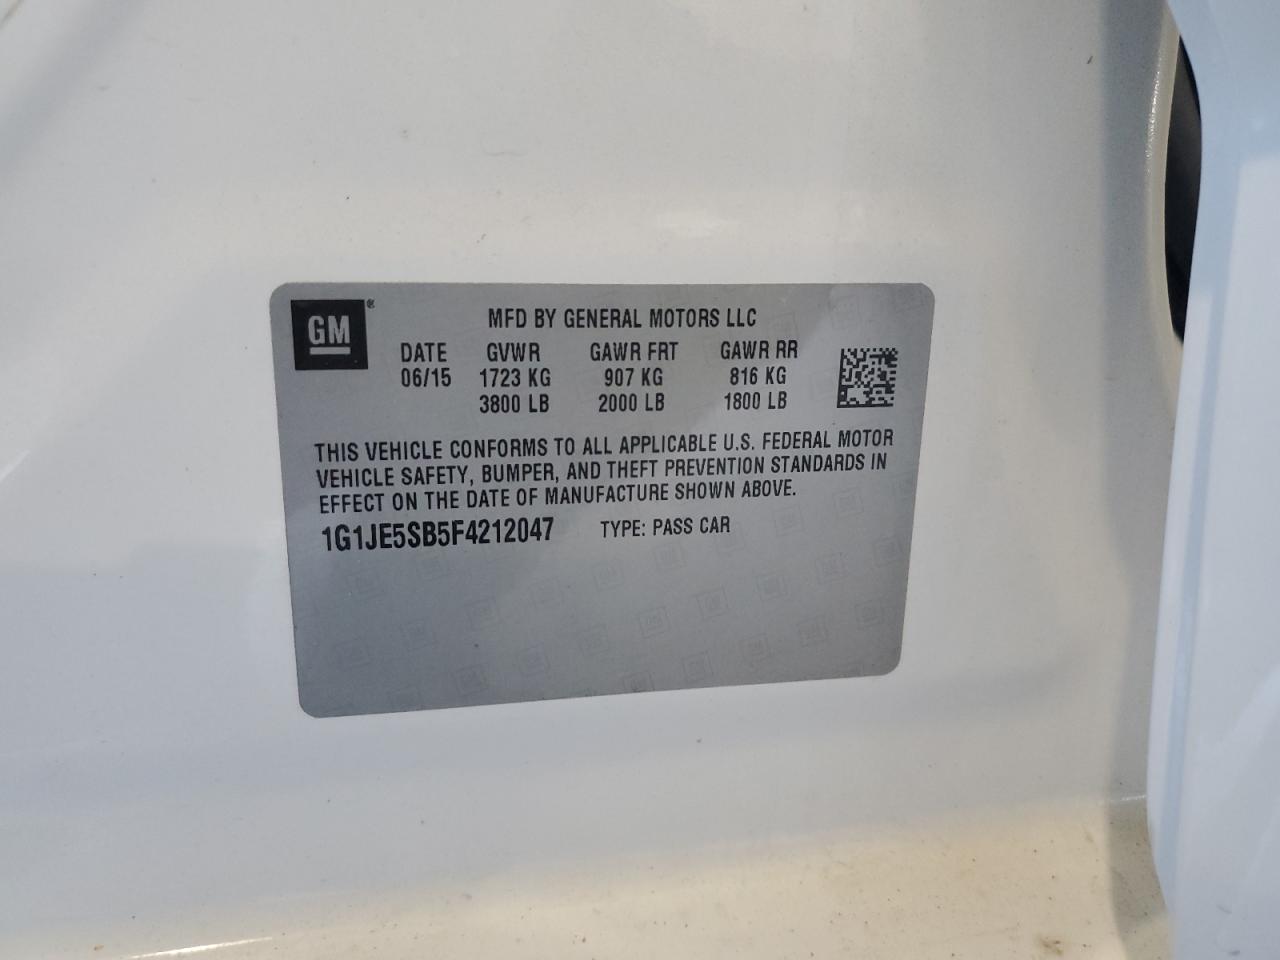 GM®
MFD BY GENERAL MOTORS LLC
DATE GVWR GAWR FRT GAWR RR
06/15 1723 KG 907 KG 816 KG
3800 LB 2000 LB 1800 LB
THIS VEHICLE CONFORMS TO ALL APPLICABLE U.S. FEDERAL MOTOR
VEHICLE SAFETY, BUMPER, AND THEFT PREVENTION STANDARDS IN
EFFECT ON THE DATE OF MANUFACTURE SHOWN ABOVE.
1G1JE5SB5F4212047 TYPE: PASS CAR